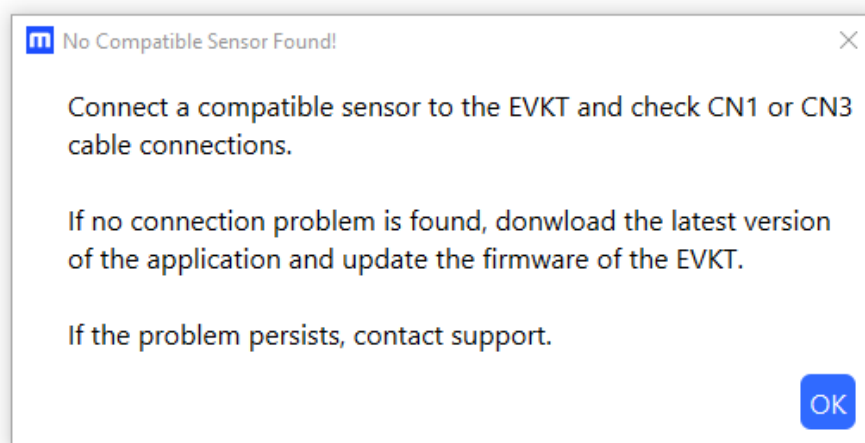 m No Compatible Sensor Found!
Connect a compatible sensor to the EVKT and check CN1 or CN3
cable connections.
If no connection problem is found, donwload the latest version
of the application and update the firmware of the EVKT.
If the problem persists, contact support.
OK